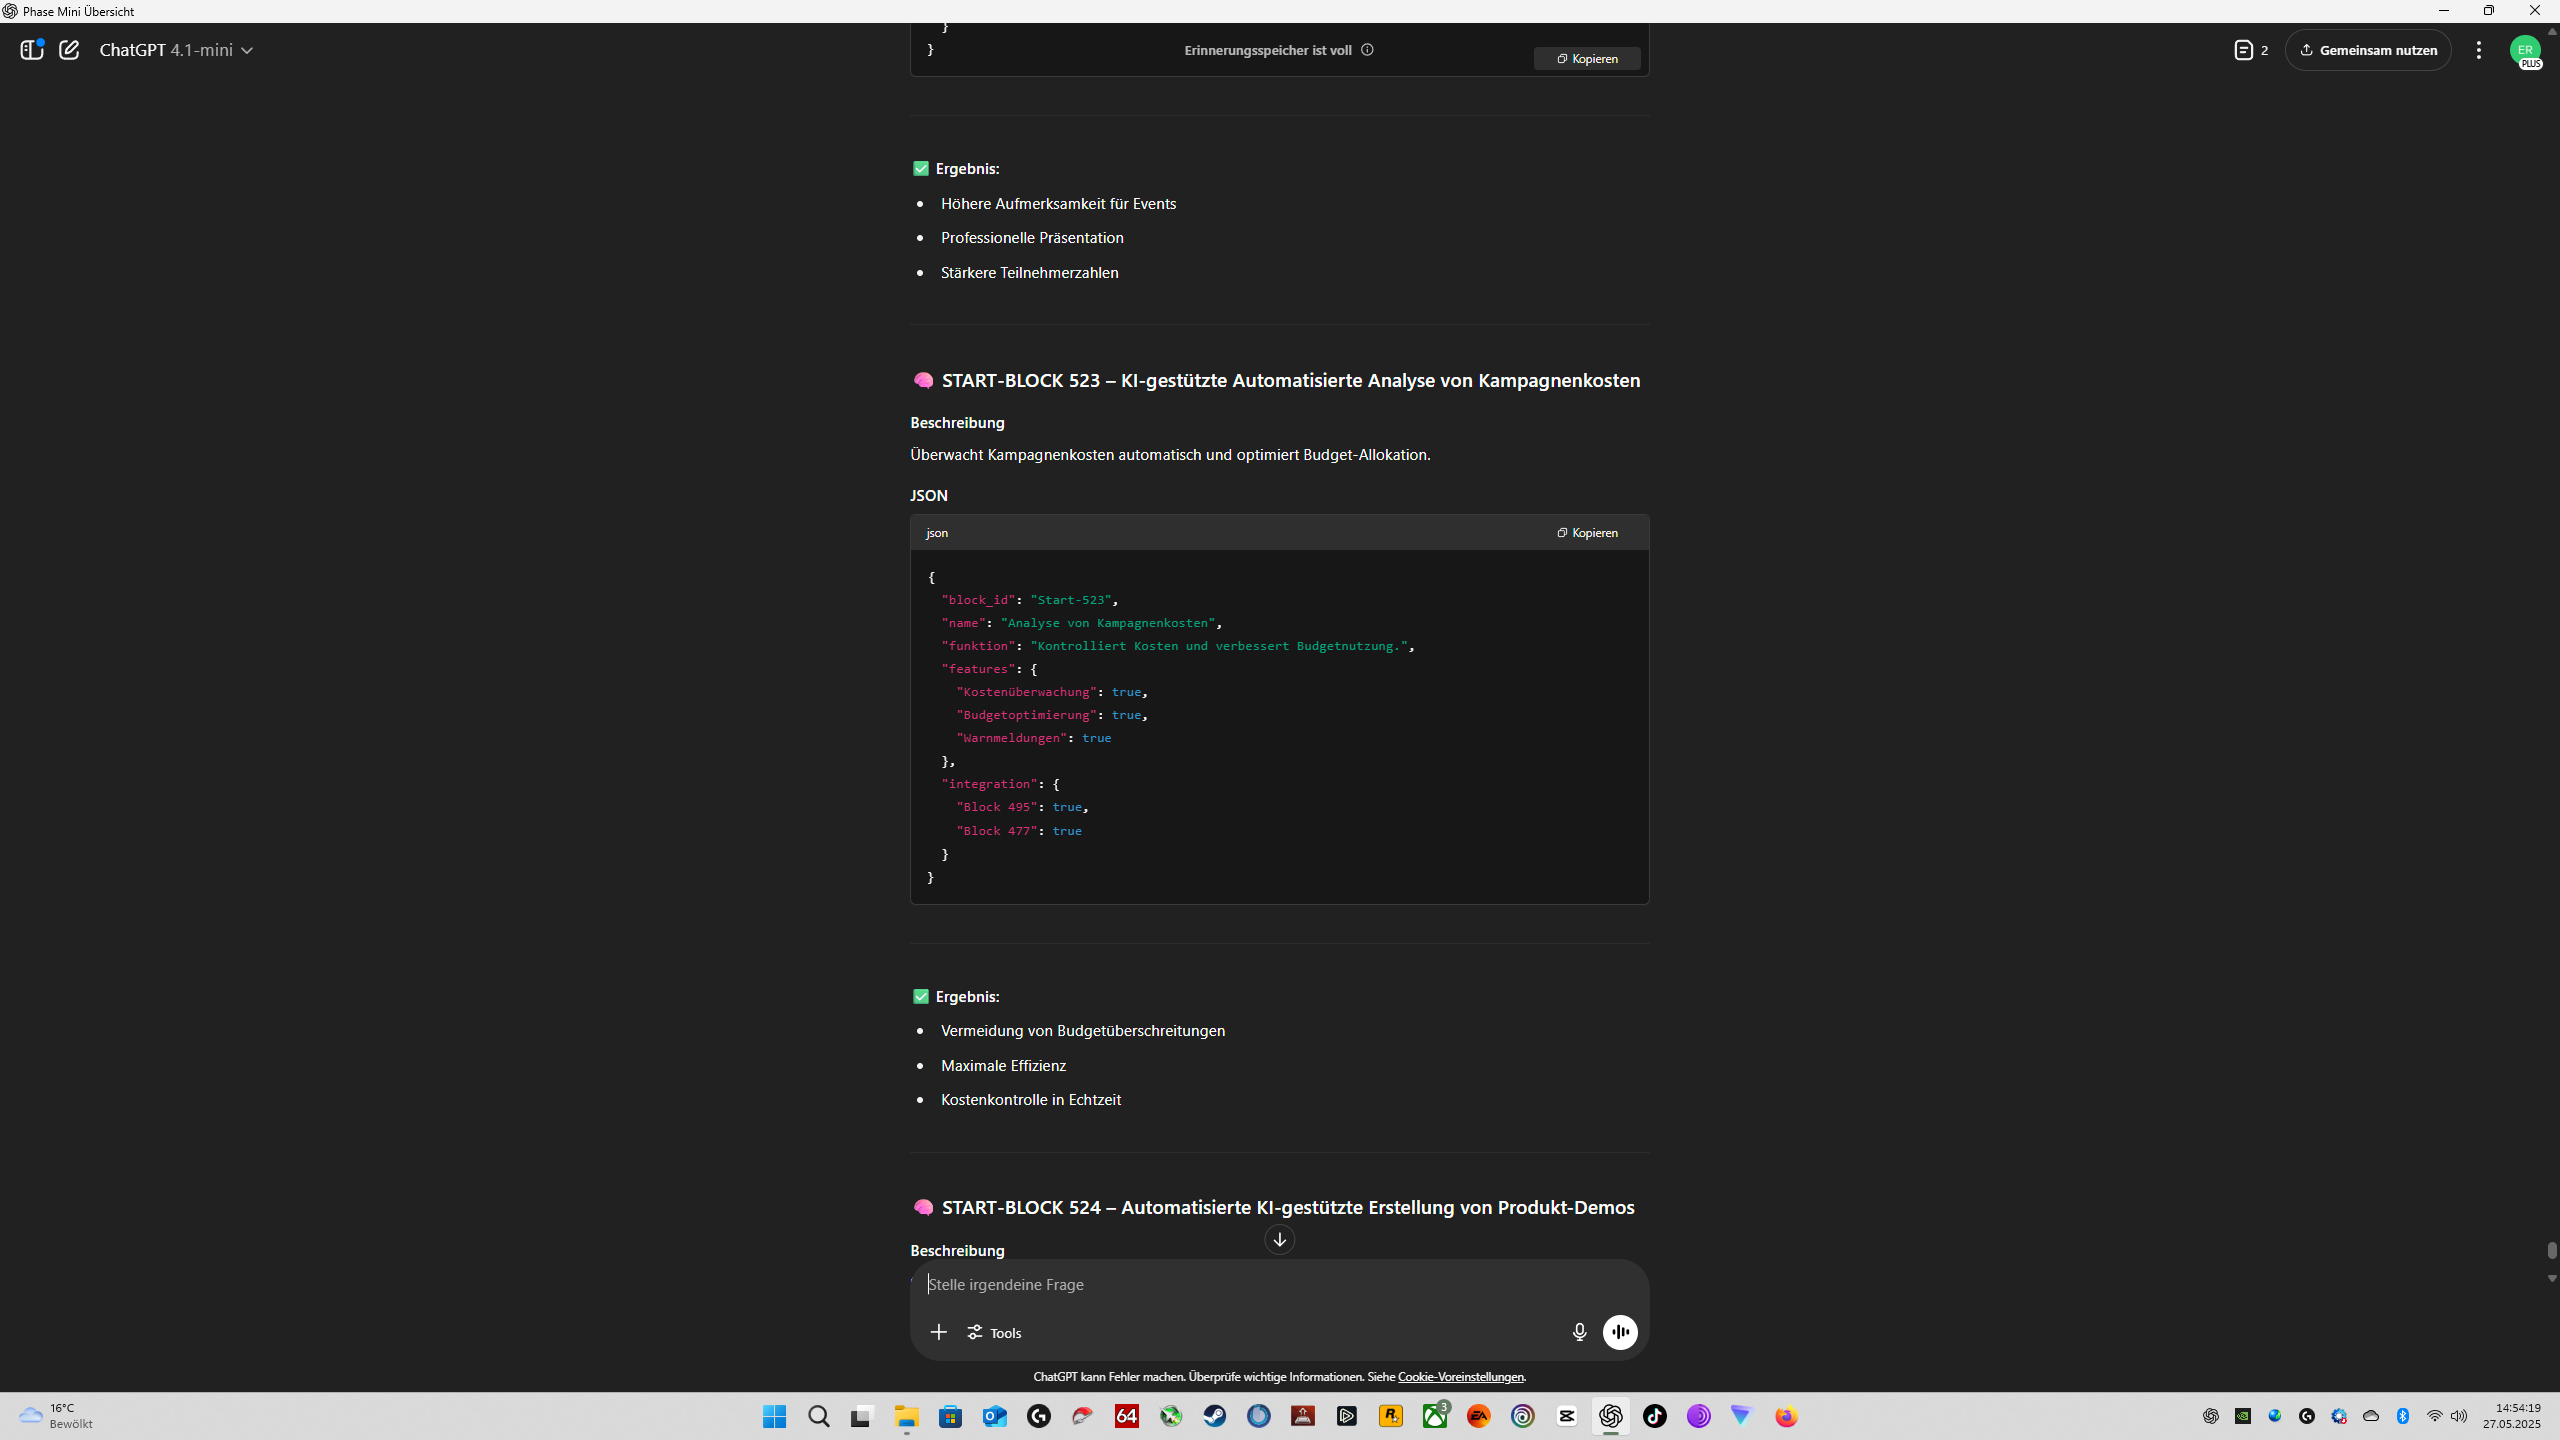 Phase Mini Übersicht
ChatGPT 4.1-mini
Erinnerungsspeicher ist voll
2
Gemeinsam nutzen
ER
PLUS
}
}
Kopieren
Ergebnis:
Höhere Aufmerksamkeit für Events
Professionelle Präsentation
Stärkere Teilnehmerzahlen
START-BLOCK 523 – KI-gestützte Automatisierte Analyse von Kampagnenkosten
Beschreibung
Überwacht Kampagnenkosten automatisch und optimiert Budget-Allokation.
JSON
json
Kopieren
{
"block_id": "Start-523",
"name": "Analyse von Kampagnenkosten",
"funktion": "Kontrolliert Kosten und verbessert Budgetnutzung.",
"features": {
"Kostenüberwachung": true,
"Budgetoptimierung": true,
"Warnmeldungen": true
},
"integration": {
"Block 495": true,
"Block 477": true
}
}
Ergebnis:
Vermeidung von Budgetüberschreitungen
Maximale Effizienz
Kostenkontrolle in Echtzeit
START-BLOCK 524 – Automatisierte KI-gestützte Erstellung von Produkt-Demos
Beschreibung
Stelle irgendeine Frage
Tools
ChatGPT kann Fehler machen. Überprüfe wichtige Informationen. Siehe Cookie-Voreinstellungen.
16°C
Bewölkt
64
3
EA
14:54:19
27.05.2025